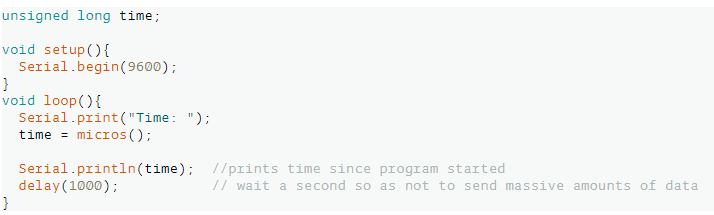 unsigned long time;

void setup(){
  Serial.begin(9600);
}
void loop(){
  Serial.print("Time: ");
  time = micros();

  Serial.println(time);  //prints time since program started
  delay(1000);           // wait a second so as not to send massive amounts of data
}